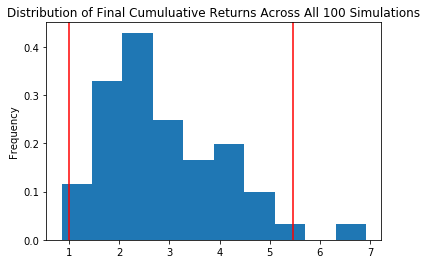 Distribution of Final Cumuluative Returns Across All 100 Simulations
Frequency
0.4
0.3
0.2
0.1
0.0
1 2 3 4 5 6 7